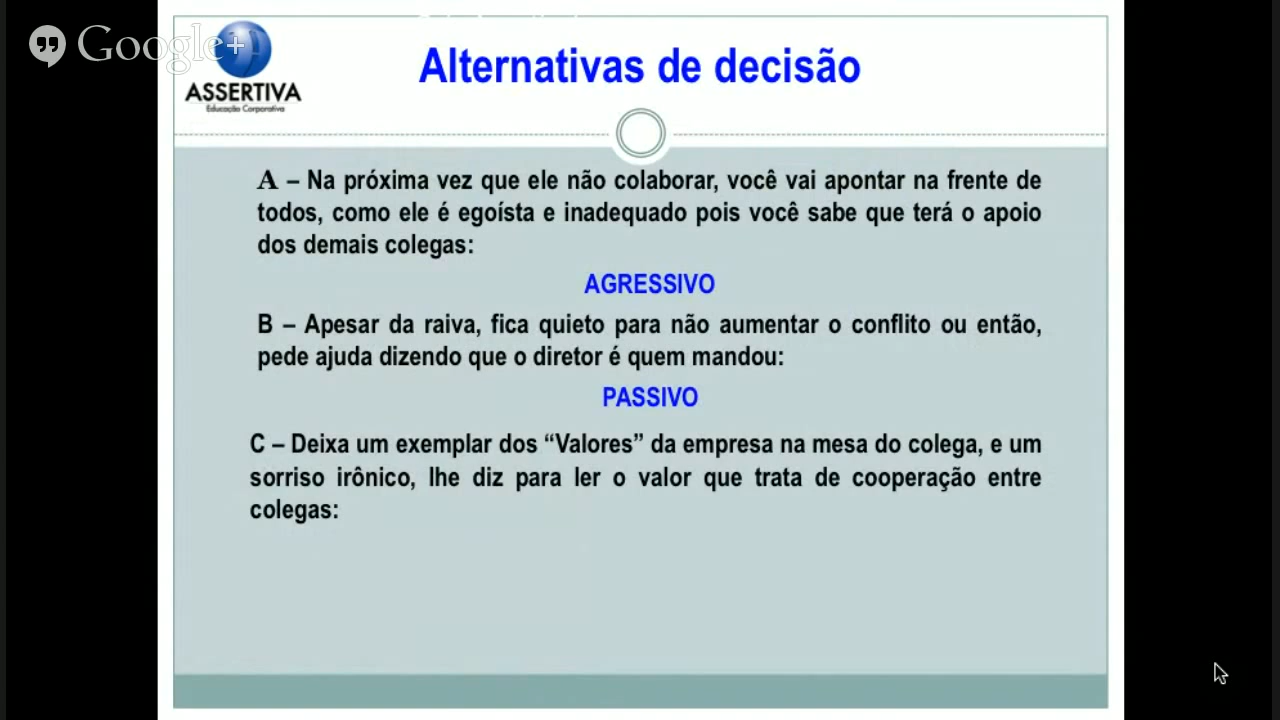 Google+
ASSERTIVA
Educação Corporativa
Alternativas de decisão
A – Na próxima vez que ele não colaborar, você vai apontar na frente de
todos, como ele é egoísta e inadequado pois você sabe que terá o apoio
dos demais colegas:
AGRESSIVO
B – Apesar da raiva, fica quieto para não aumentar o conflito ou então,
pede ajuda dizendo que o diretor é quem mandou:
PASSIVO
C – Deixa um exemplar dos “Valores” da empresa na mesa do colega, e um
sorriso irônico, lhe diz para ler o valor que trata de cooperação entre
colegas: